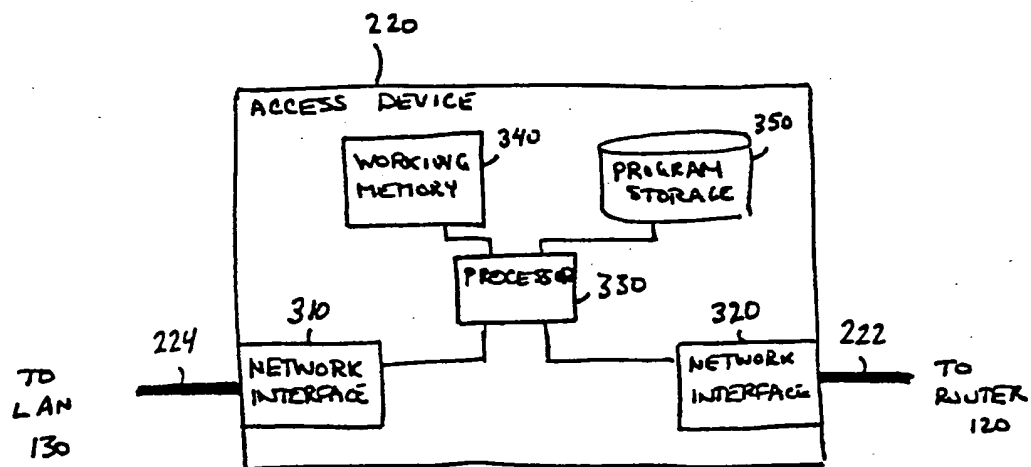 220
ACCESS DEVICE
340
350
WORKING
MEMORY
PROGRAM
STORAGE
PROCESSOR
330
310
320
224
222
NETWORK
INTERFACE
NETWORK
INTERFACE
TO
LAN
130
TO
ROUTER
120